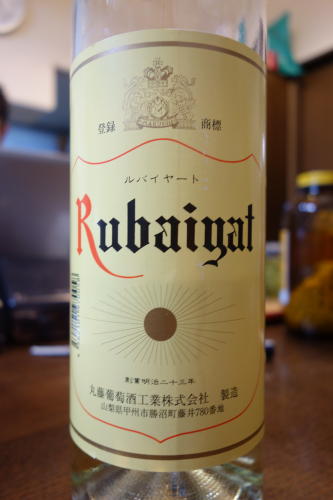 登録 商標
ルバイヤート
Rubaiyat
創業明治二十三年
丸藤葡萄酒工業株式会社 製造
山梨県甲州市勝沼町藤井780番地